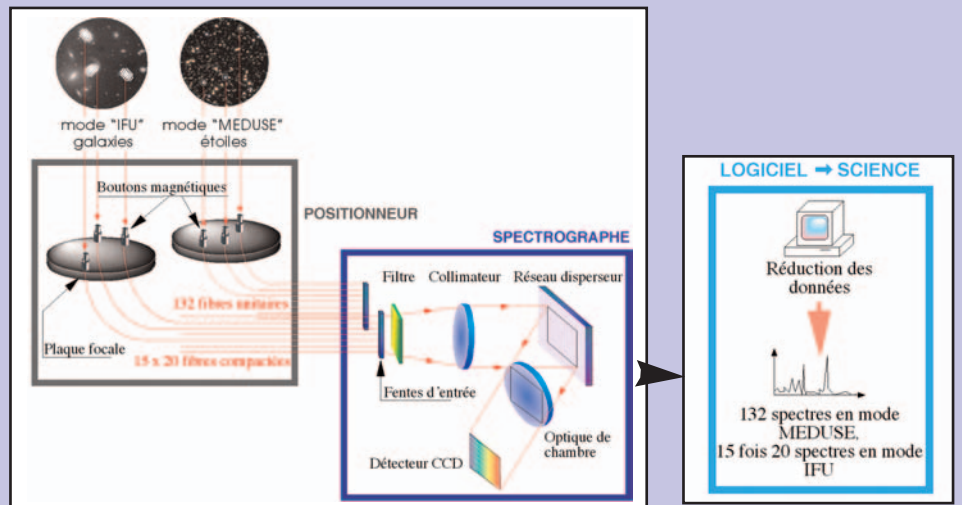 mode "IFU"
galaxies
mode "MEDUSE"
étoiles
Boutons magnétiques
POSITIONNEUR
132 fibres unitaires
Plaque focale
15 x 20 fibres compactées
SPECTROGRAPHE
Filtre
Collimateur
Réseau disperseur
Fentes d'entrée
Détecteur CCD
Optique de
chambre
LOGICIEL ➞ SCIENCE
Réduction des
données
132 spectres en mode
MEDUSE,
15 fois 20 spectres en mode
IFU